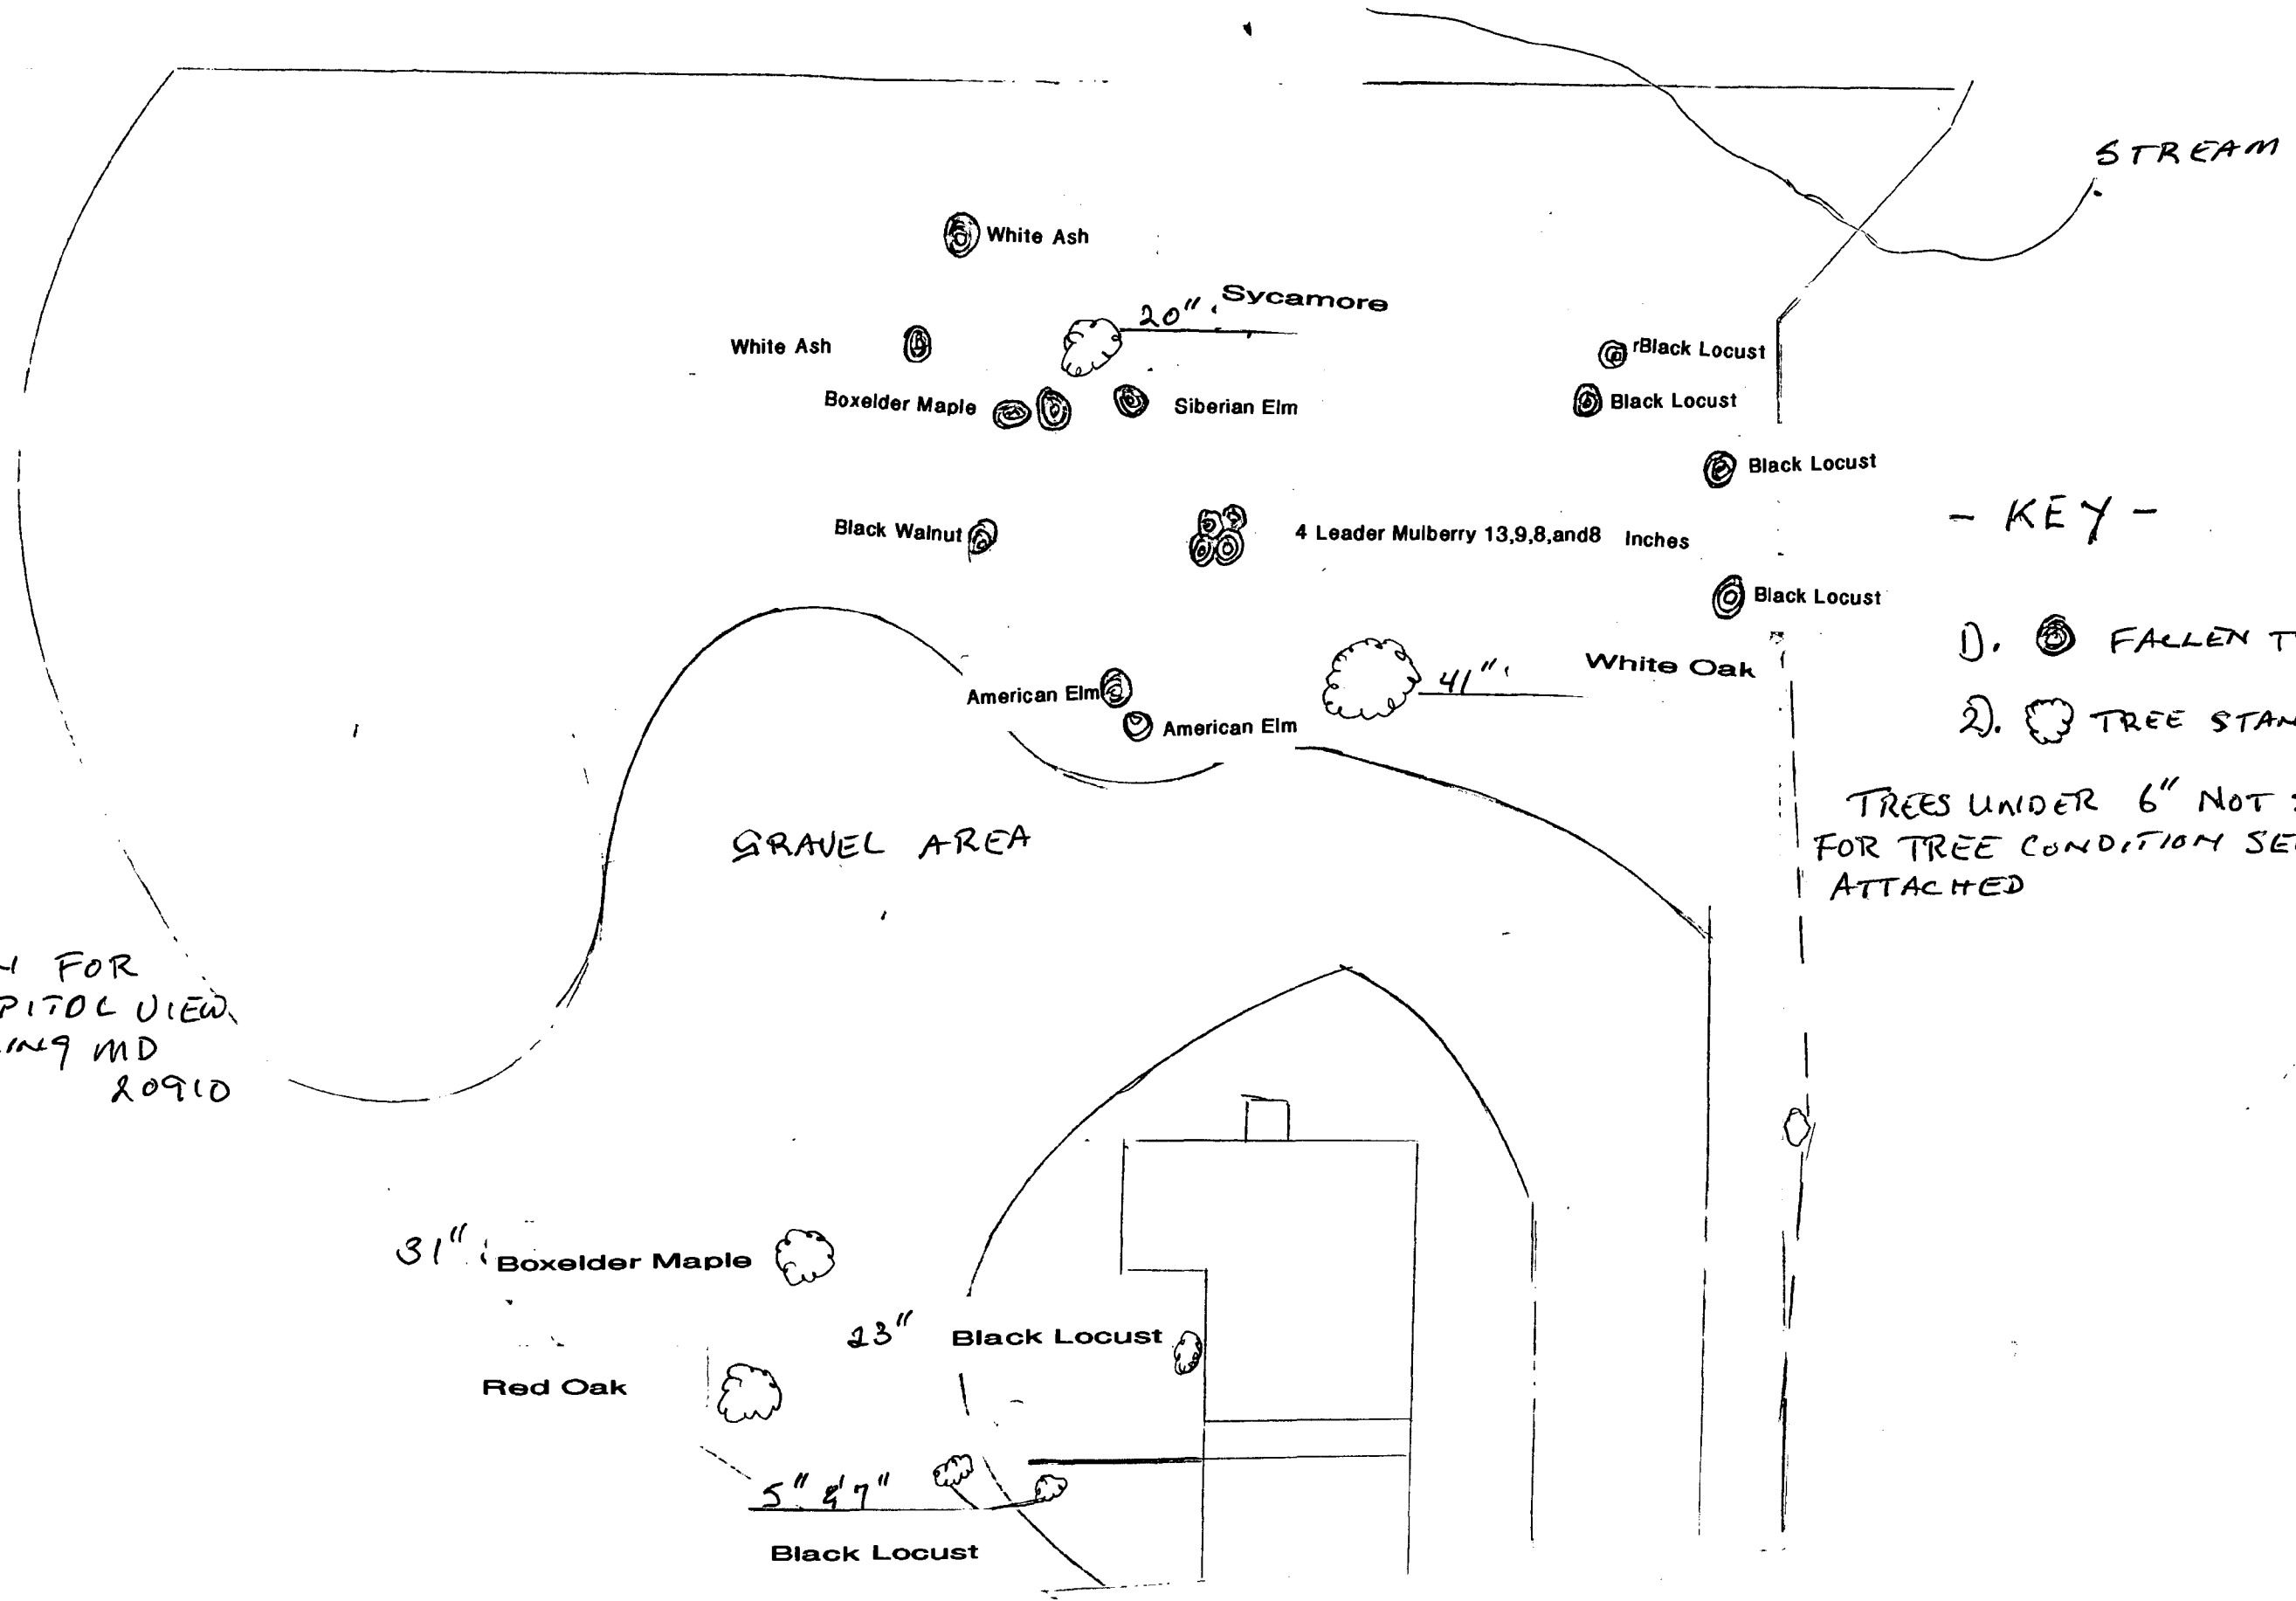 STREAM
White Ash
20" Sycamore
White Ash
rBlack Locust
Boxelder Maple
Siberian Elm
Black Locust
Black Locust
- KEY -
Black Walnut
4 Leader Mulberry 13,9,8,and8 Inches
Black Locust
1). FALLEN
41" White Oak
American Elm
2). TREE
American Elm
TREES UNDER 6" NOT
FOR TREE CONDITION
ATTACHED
GRAVEL AREA
FOR
VIEW
MD
20910
31" Boxelder Maple
23" Black Locust
Red Oak
5" & 7"
Black Locust